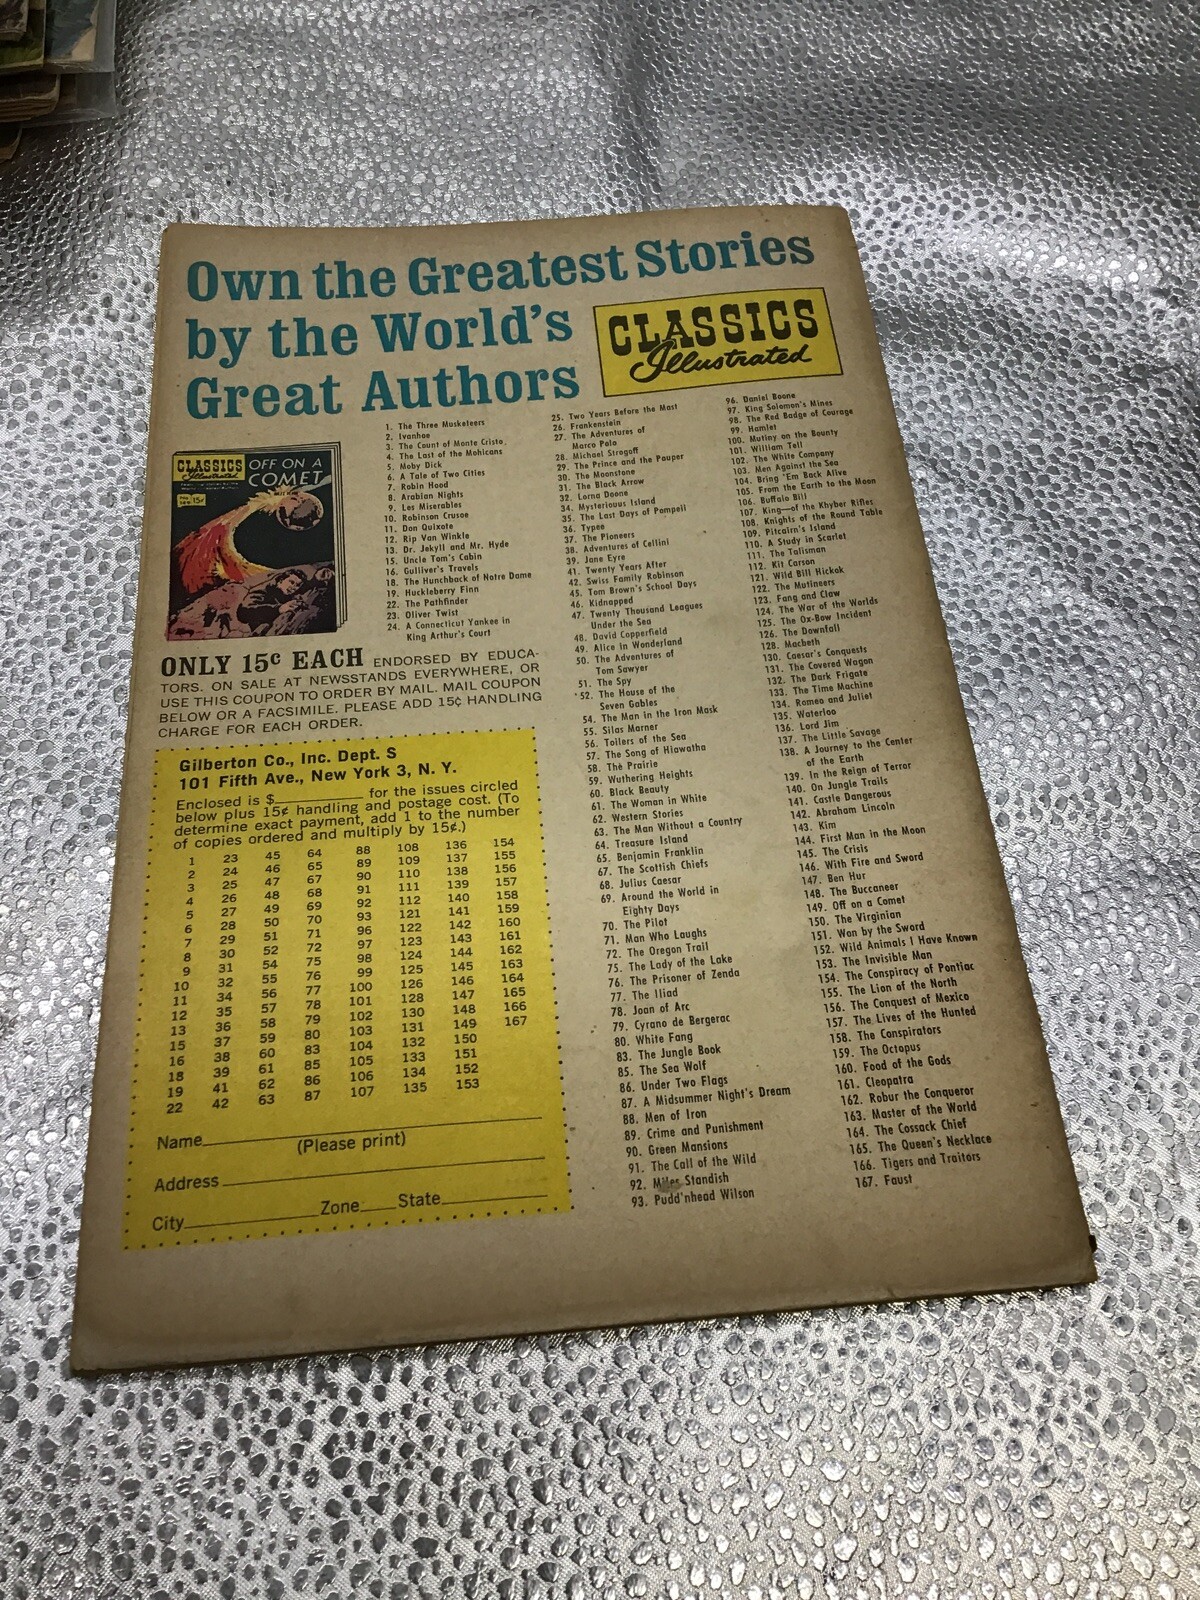 Own the Greatest Stories
by the World's
Great Authors
CLASSICS
Illustrated
CLASSICS
Illustrated
15¢
OFF ON A
COMET
1. The Three Musketeers
2. Ivanhoe
3. The Count of Monte Cristo
4. The Last of the Mohicans
5. Moby Dick
6. A Tale of Two Cities
7. Robin Hood
8. Arabian Nights
9. Les Miserables
10. Robinson Crusoe
11. Don Quixote
12. Rip Van Winkle
13. Dr. Jekyll and Mr. Hyde
15. Uncle Tom's Cabin
16. Gulliver's Travels
18. The Hunchback of Notre Dame
19. Huckleberry Finn
22. The Pathfinder
23. Oliver Twist
24. A Connecticut Yankee in
King Arthur's Court
ONLY 15¢ EACH ENDORSED BY EDUCA-
TORS. ON SALE AT NEWSSTANDS EVERYWHERE, OR
USE THIS COUPON TO ORDER BY MAIL. MAIL COUPON
BELOW OR A FACSIMILE. PLEASE ADD 15¢ HANDLING
CHARGE FOR EACH ORDER.
Gilberton Co., Inc. Dept. S
101 Fifth Ave., New York 3, N. Y.
Enclosed is $ for the issues circled
below plus 15¢ handling and postage cost. (To
determine exact payment, add 1 to the number
of copies ordered and multiply by 15¢.)
1 23 45 64 88 108 136 154
2 24 46 65 89 109 137 155
3 25 47 67 90 110 138 156
4 26 48 68 91 111 139 157
5 27 49 69 92 112 140 158
6 28 50 70 93 121 141 159
7 29 51 71 96 122 142 160
8 30 52 72 97 123 143 161
9 31 54 75 98 124 144 162
10 32 55 76 99 125 145 163
11 34 56 77 100 126 146 164
12 35 57 78 101 128 147 165
13 36 58 79 102 130 148 166
15 37 59 80 103 131 149 167
16 38 60 83 104 132 150
18 39 61 85 105 133 151
19 41 62 86 106 134 152
22 42 63 87 107 135 153
Name
(Please print)
Address
City Zone State
25. Two Years Before the Mast
26. Frankenstein
27. The Adventures of
Marco Polo
28. Michael Strogoff
29. The Prince and the Pauper
30. The Moonstone
31. The Black Arrow
32. Lorna Doone
34. Mysterious Island
35. The Last Days of Pompeii
36. Typee
37. The Pioneers
38. Adventures of Cellini
39. Jane Eyre
41. Twenty Years After
42. Swiss Family Robinson
45. Tom Brown's School Days
46. Kidnapped
47. Twenty Thousand Leagues
Under the Sea
48. David Copperfield
49. Alice in Wonderland
50. The Adventures of
Tom Sawyer
51. The Spy
52. The House of the
Seven Gables
54. The Man in the Iron Mask
55. Silas Marner
56. Toilers of the Sea
57. The Song of Hiawatha
58. The Prairie
59. Wuthering Heights
60. Black Beauty
61. The Woman in White
62. Western Stories
63. The Man Without a Country
64. Treasure Island
65. Benjamin Franklin
67. The Scottish Chiefs
68. Julius Caesar
69. Around the World in
Eighty Days
70. The Pilot
71. Man Who Laughs
72. The Oregon Trail
75. The Lady of the Lake
76. The Prisoner of Zenda
77. The Iliad
78. Joan of Arc
79. Cyrano de Bergerac
80. White Fang
83. The Jungle Book
85. The Sea Wolf
86. Under Two Flags
87. A Midsummer Night's Dream
88. Men of Iron
89. Crime and Punishment
90. Green Mansions
91. The Call of the Wild
92. Miles Standish
93. Pudd'nhead Wilson
96. Daniel Boone
97. King Solomon's Mines
98. The Red Badge of Courage
99. Hamlet
100. Mutiny on the Bounty
101. William Tell
102. The White Company
103. Men Against the Sea
104. Bring 'Em Back Alive
105. From the Earth to the Moon
106. Buffalo Bill
107. King—of the Khyber Rifles
108. Knights of the Round Table
109. Pitcairn's Island
110. A Study in Scarlet
111. The Talisman
112. Kit Carson
121. Wild Bill Hickok
122. The Mutineers
123. Fang and Claw
124. The War of the Worlds
125. The Ox-Bow Incident
126. The Downfall
128. Macbeth
130. Caesar's Conquests
131. The Covered Wagon
132. The Dark Frigate
133. The Time Machine
134. Romeo and Juliet
135. Waterloo
136. Lord Jim
137. The Little Savage
138. A Journey to the Center
of the Earth
139. In the Reign of Terror
140. On Jungle Trails
141. Castle Dangerous
142. Abraham Lincoln
143. Kim
144. First Man in the Moon
145. The Crisis
146. With Fire and Sword
147. Ben Hur
148. The Buccaneer
149. Off on a Comet
150. The Virginian
151. Won by the Sword
152. Wild Animals I Have Known
153. The Invisible Man
154. The Conspiracy of Pontiac
155. The Lion of the North
156. The Conquest of Mexico
157. The Lives of the Hunted
158. The Conspirators
159. The Octopus
160. Food of the Gods
161. Cleopatra
162. Robur the Conqueror
163. Master of the World
164. The Cossack Chief
165. The Queen's Necklace
166. Tigers and Traitors
167. Faust